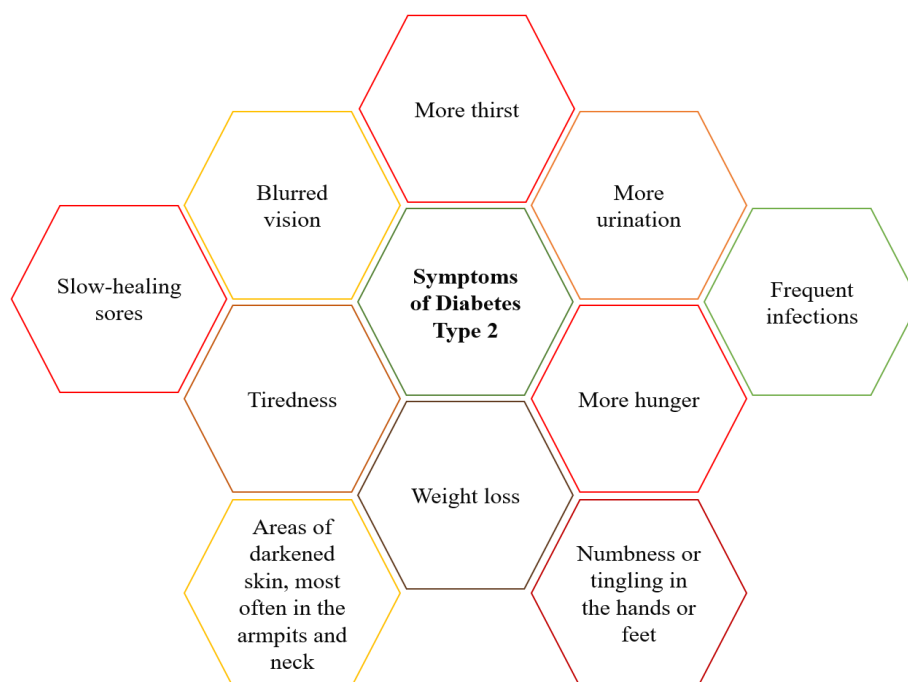 More thirst
Blurred
vision
More
urination
Slow-healing
sores
Symptoms
of Diabetes
Type 2
Frequent
infections
Tiredness
More hunger
Weight loss
Areas of
darkened
skin, most
often in the
armpits and
neck
Numbness or
tingling in
the hands or
feet